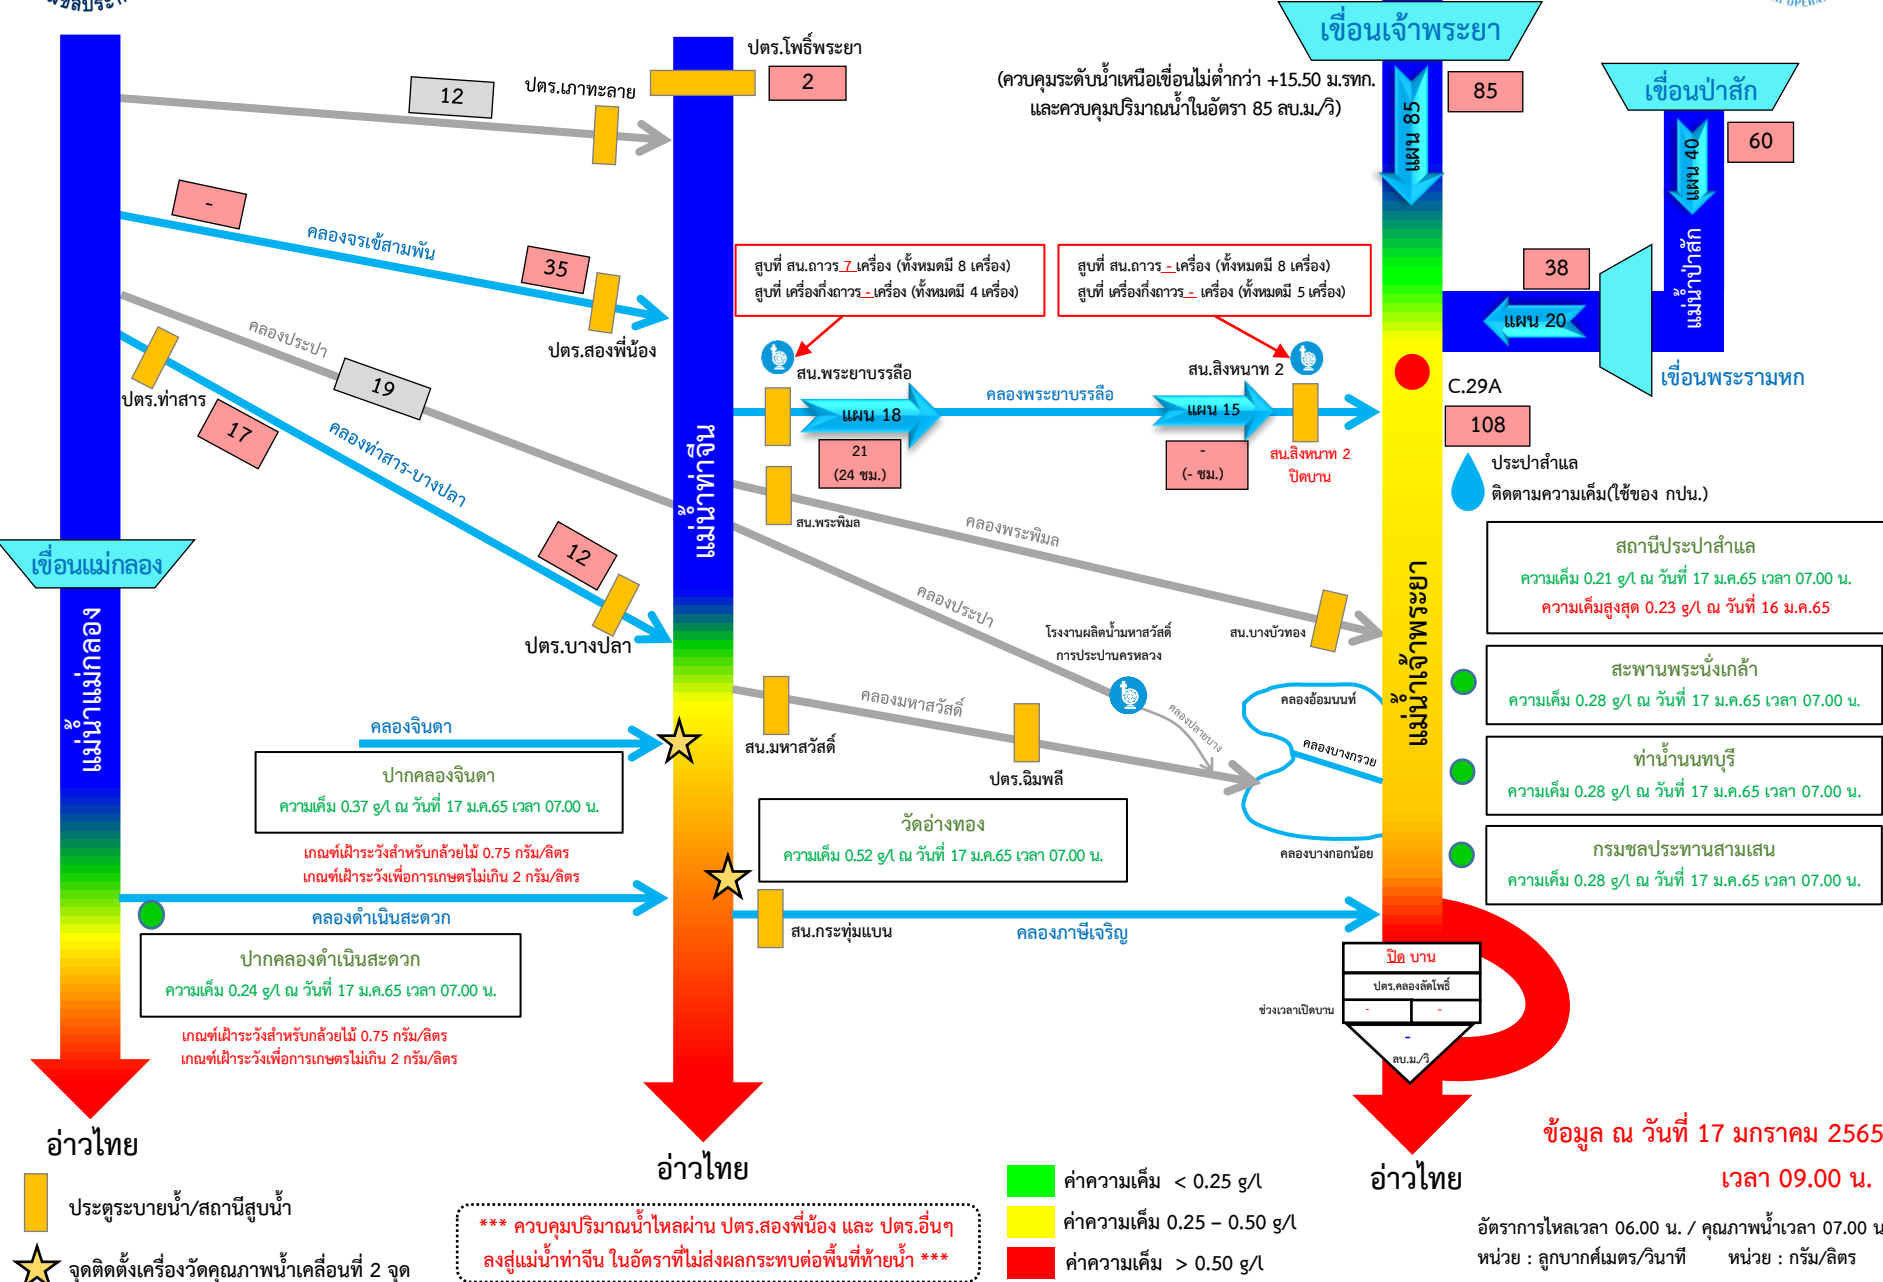 เขื่อนเจ้าพระยา
ปตร.โพธิ์พระยา
2
12
ปตร.เภาทะลาย
(ควบคุมระดับน้ำเหนือเขื่อนไม่ต่ำกว่า +15.50 ม.รทก.
และควบคุมปริมาณน้ำในอัตรา 85 ลบ.ม./วิ)
แผน 85
85
เขื่อนป่าสัก
แผน 40
60
-
คลองจรเข้สามพัน
35
ปตร.สองพี่น้อง
สูบที่ สน.ถาวร 7 เครื่อง (ทั้งหมดมี 8 เครื่อง)
สูบที่ เครื่องกึ่งถาวร - เครื่อง (ทั้งหมดมี 4 เครื่อง)
สูบที่ สน.ถาวร - เครื่อง (ทั้งหมดมี 8 เครื่อง)
สูบที่ เครื่องกึ่งถาวร - เครื่อง (ทั้งหมดมี 5 เครื่อง)
38
แม่น้ำป่าสัก
แผน 20
เขื่อนพระรามหก
คลองประปา
19
ปตร.ท่าสาร
17
คลองท่าสาร-บางปลา
12
ปตร.บางปลา
สน.พระยาบรรลือ
แผน 18
21
(24 ชม.)
คลองพระยาบรรลือ
สน.สิงหนาท 2
แผน 15
-
(- ชม.)
สน.สิงหนาท 2
ปิดบาน
C.29A
108
ประปาสำแล
ติดตามความเค็ม(ใช้ของ กปน.)
แม่น้ำท่าจีน
สน.พระพิมล
คลองพระพิมล
สถานีประปาสำแล
ความเค็ม 0.21 g/l ณ วันที่ 17 ม.ค.65 เวลา 07.00 น.
ความเค็มสูงสุด 0.23 g/l ณ วันที่ 16 ม.ค.65
เขื่อนแม่กลอง
แม่น้ำแม่กลอง
คลองประปา
โรงงานผลิตน้ำมหาสวัสดิ์
การประปานครหลวง
สน.บางบัวทอง
แม่น้ำเจ้าพระยา
สะพานพระนั่งเกล้า
ความเค็ม 0.28 g/l ณ วันที่ 17 ม.ค.65 เวลา 07.00 น.
คลองจินดา
สน.มหาสวัสดิ์
คลองมหาสวัสดิ์
ปตร.ฉิมพลี
คลองปลายบาง
คลองอ้อมนนท์
คลองบางกรวย
คลองบางกอกน้อย
ท่าน้ำนนทบุรี
ความเค็ม 0.28 g/l ณ วันที่ 17 ม.ค.65 เวลา 07.00 น.
ปากคลองจินดา
ความเค็ม 0.37 g/l ณ วันที่ 17 ม.ค.65 เวลา 07.00 น.
เกณฑ์เฝ้าระวังสำหรับกล้วยไม้ 0.75 กรัม/ลิตร
เกณฑ์เฝ้าระวังเพื่อการเกษตรไม่เกิน 2 กรัม/ลิตร
วัดอ่างทอง
ความเค็ม 0.52 g/l ณ วันที่ 17 ม.ค.65 เวลา 07.00 น.
กรมชลประทานสามเสน
ความเค็ม 0.28 g/l ณ วันที่ 17 ม.ค.65 เวลา 07.00 น.
คลองดำเนินสะดวก
สน.กระทุ่มแบน
คลองภาษีเจริญ
ปากคลองดำเนินสะดวก
ความเค็ม 0.24 g/l ณ วันที่ 17 ม.ค.65 เวลา 07.00 น.
เกณฑ์เฝ้าระวังสำหรับกล้วยไม้ 0.75 กรัม/ลิตร
เกณฑ์เฝ้าระวังเพื่อการเกษตรไม่เกิน 2 กรัม/ลิตร
ปิด บาน
ปตร.คลองลัดโพธิ์
ช่วงเวลาเปิดบาน
- -
-
ลบ.ม./วิ
อ่าวไทย
อ่าวไทย
อ่าวไทย
ข้อมูล ณ วันที่ 17 มกราคม 2565
เวลา 09.00 น.
ประตูระบายน้ำ/สถานีสูบน้ำ
จุดติดตั้งเครื่องวัดคุณภาพน้ำเคลื่อนที่ 2 จุด
*** ควบคุมปริมาณน้ำไหลผ่าน ปตร.สองพี่น้อง และ ปตร.อื่นๆ
ลงสู่แม่น้ำท่าจีน ในอัตราที่ไม่ส่งผลกระทบต่อพื้นที่ท้ายน้ำ ***
ค่าความเค็ม < 0.25 g/l
ค่าความเค็ม 0.25 – 0.50 g/l
ค่าความเค็ม > 0.50 g/l
อัตราการไหลเวลา 06.00 น. / คุณภาพน้ำเวลา 07.00 น
หน่วย : ลูกบากศ์เมตร/วินาที หน่วย : กรัม/ลิตร